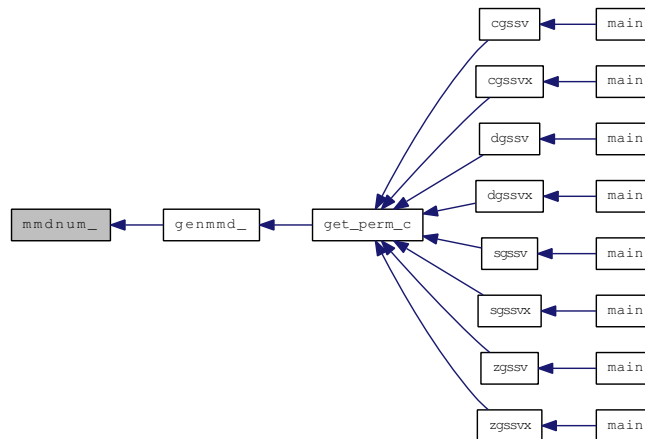 cgssv main
cgssvx main
dgssv main
dgssvx main
mmdnum_ genmmd_ get_perm_c
sgssv main
sgssvx main
zgssv main
zgssvx main